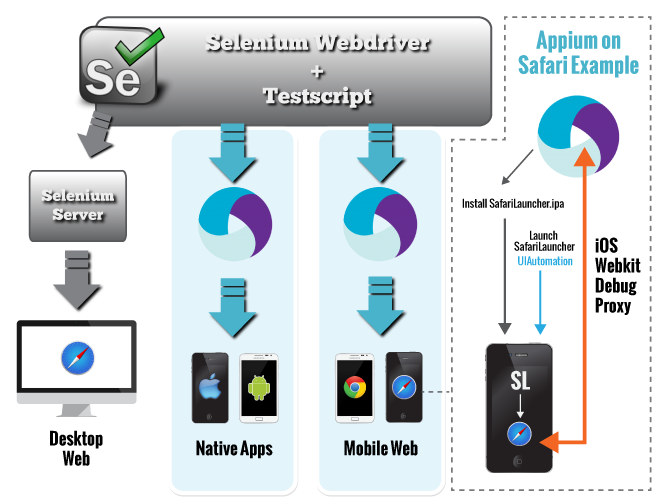 Se
Selenium Webdriver
+
Testscript
Appium on
Safari Example
Selenium
Server
Install SafariLauncher.ipa
Launch
SafariLauncher
UIAutomation
iOS
Webkit
Debug
Proxy
SL
Desktop
Web
Native Apps
Mobile Web